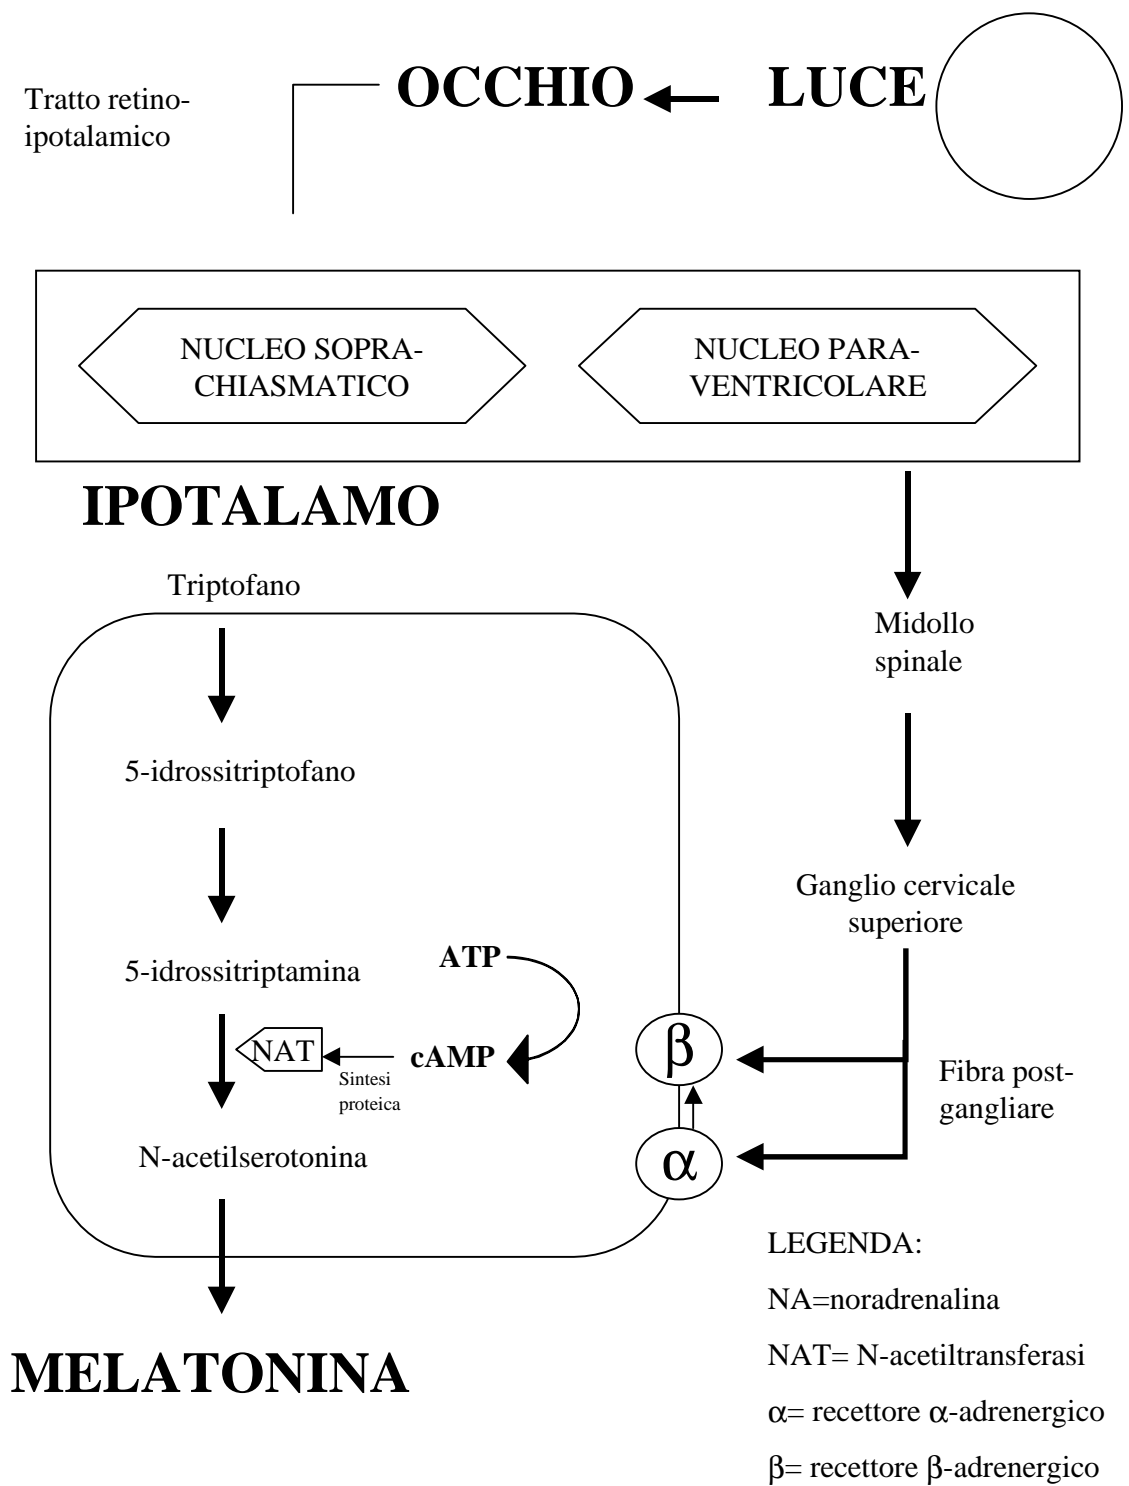 Tratto retino-
ipotalamico
OCCHIO
LUCE
NUCLEO SOPRA-
CHIASMATICO
NUCLEO PARA-
VENTRICOLARE
IPOTALAMO
Triptofano
Midollo
spinale
5-idrossitriptofano
Ganglio cervicale
superiore
5-idrossitriptamina
ATP
NAT
cAMP
Sintesi
proteica
β
Fibra post-
gangliare
N-acetilserotonina
α
LEGENDA:
NA=noradrenalina
NAT= N-acetiltransferasi
α= recettore α-adrenergico
β= recettore β-adrenergico
MELATONINA